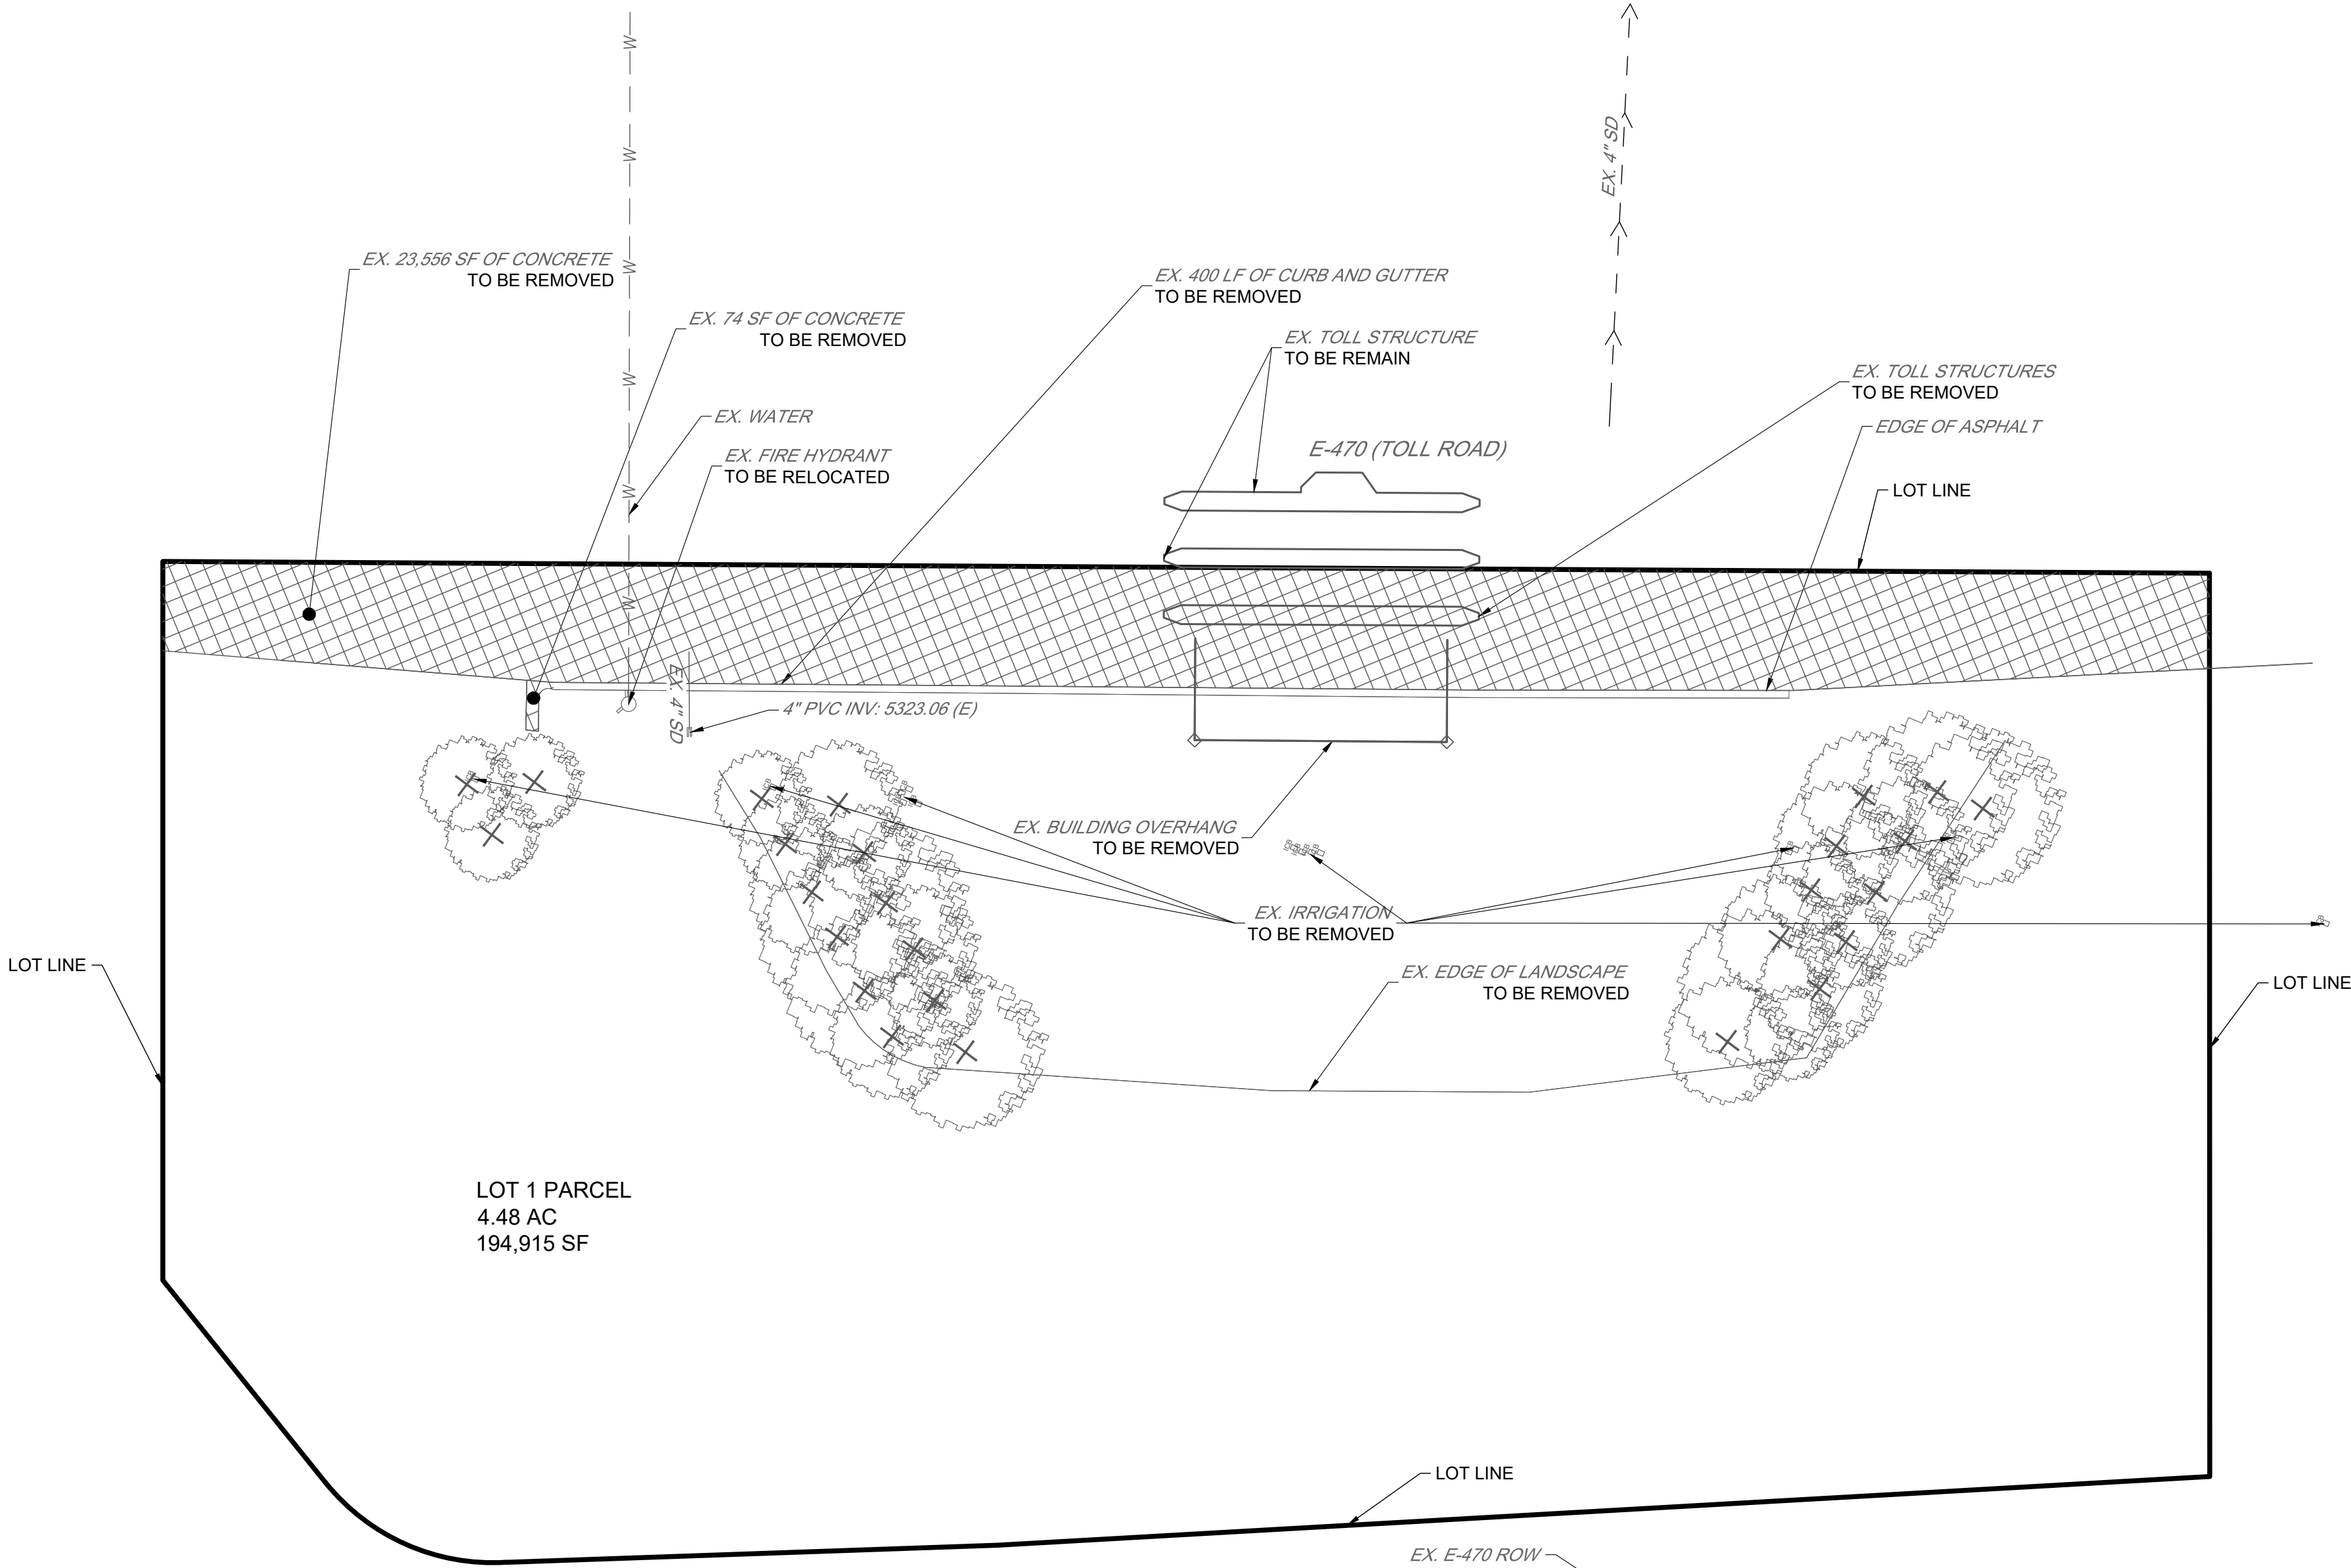 EX. 4" SD
EX. 23,556 SF OF CONCRETE
TO BE REMOVED
EX. 74 SF OF CONCRETE
TO BE REMOVED
EX. 400 LF OF CURB AND GUTTER
TO BE REMOVED
EX. TOLL STRUCTURE
TO BE REMAIN
EX. TOLL STRUCTURES
TO BE REMOVED
EX. WATER
EDGE OF ASPHALT
E-470 (TOLL ROAD)
EX. FIRE HYDRANT
TO BE RELOCATED
LOT LINE
W
W
W
W
W
W
EX. 4" SD
4" PVC INV: 5323.06 (E)
EX. BUILDING OVERHANG
TO BE REMOVED
EX. IRRIGATION
TO BE REMOVED
LOT LINE
EX. EDGE OF LANDSCAPE
TO BE REMOVED
LOT LINE
LOT 1 PARCEL
4.48 AC
194,915 SF
LOT LINE
EX. E-470 ROW